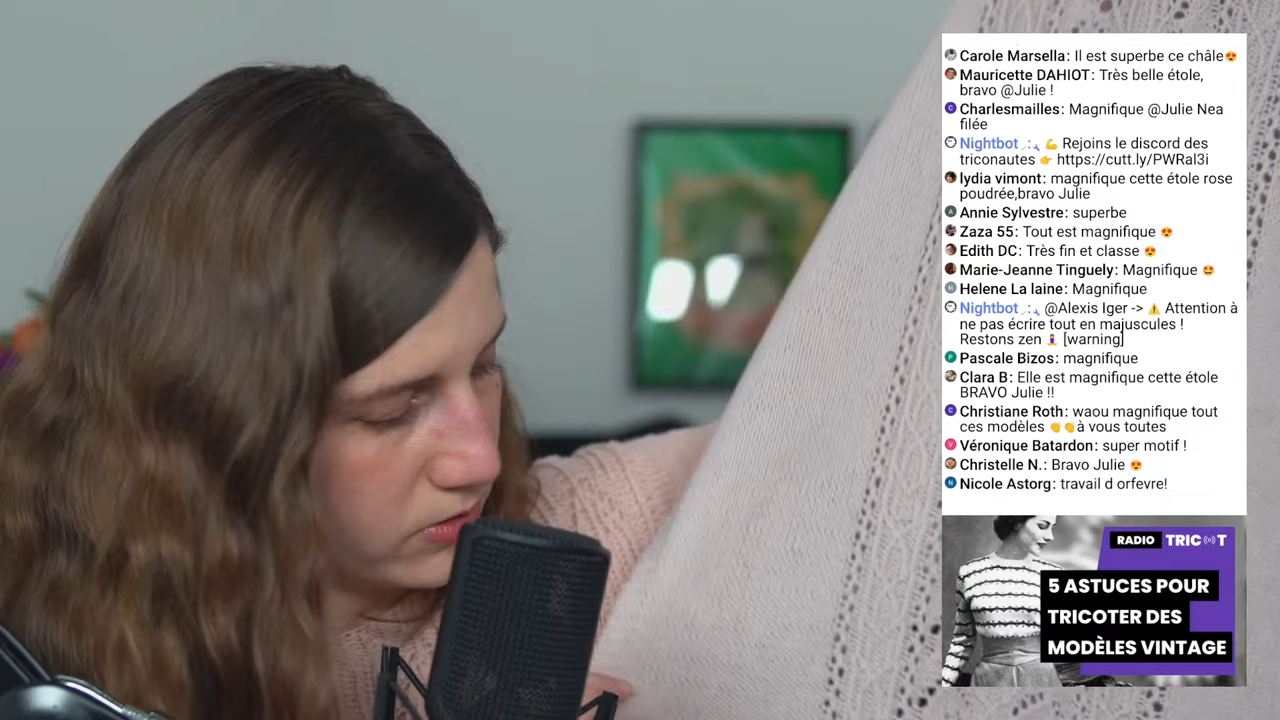 Carole Marsella: Il est superbe ce châle😍
Mauricette DAHIOT: Très belle étole,
bravo @Julie !
Charlesmailles: Magnifique @Julie Nea
filée
Nightbot : 💪 Rejoins le discord des
triconautes 👉 https://cutt.ly/PWRal3i
lydia vimont: magnifique cette étole rose
poudrée,bravo Julie
Annie Sylvestre: superbe
Zaza 55: Tout est magnifique 😍
Edith DC: Très fin et classe 😍
Marie-Jeanne Tinguely: Magnifique 🤩
Helene La laine: Magnifique
Nightbot : @Alexis Iger -> ⚠️ Attention à
ne pas écrire tout en majuscules !
Restons zen 🧘‍♀️ [warning]
Pascale Bizos: magnifique
Clara B: Elle est magnifique cette étole
BRAVO Julie !!
Christiane Roth: waou magnifique tout
ces modèles 👏👏à vous toutes
Véronique Batardon: super motif !
Christelle N.: Bravo Julie 😍
Nicole Astorg: travail d orfevre!
RADIO TRICOT
5 ASTUCES POUR
TRICOTER DES
MODÈLES VINTAGE